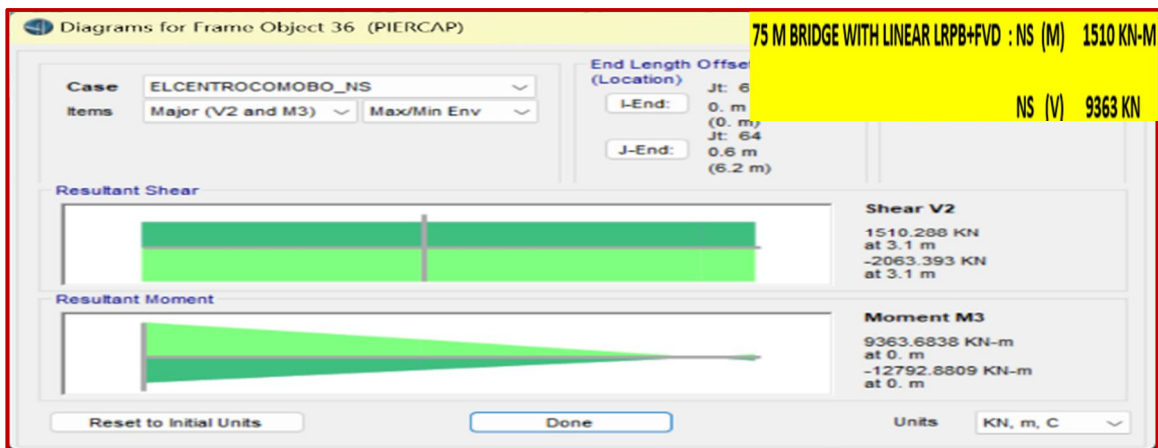 Diagrams for Frame Object 36 (PIERCAP)
75 M BRIDGE WITH LINEAR LRPB+FVD : NS (M) 1510 KN-M
NS (V) 9363 KN
Case ELCENTROCOMOBO_NS
Items Major (V2 and M3) Max/Min Env
End Length Offset
(Location)
Jt: 6
I-End: 0. m
(0. m)
Jt: 64
J-End: 0.6 m
(6.2 m)
Resultant Shear
Shear V2
1510.288 KN
at 3.1 m
-2063.393 KN
at 3.1 m
Resultant Moment
Moment M3
9363.6838 KN-m
at 0. m
-12792.8809 KN-m
at 0. m
Reset to Initial Units Done Units KN, m, C